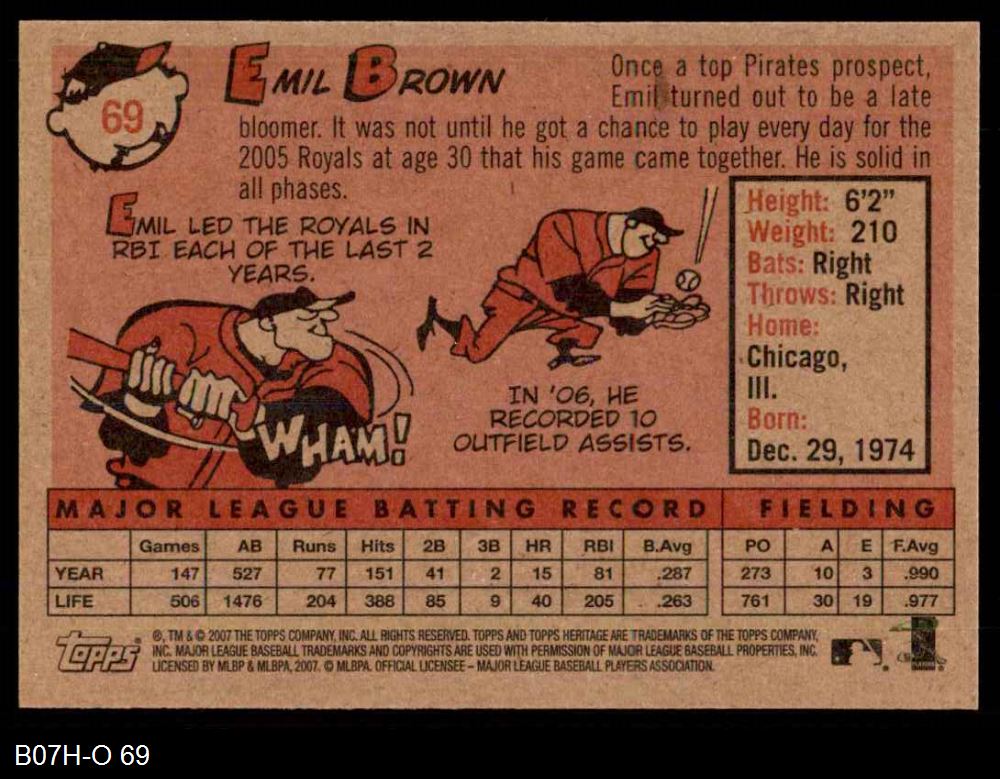 69
EMIL BROWN
Once a top Pirates prospect,
Emil turned out to be a late
bloomer. It was not until he got a chance to play every day for the
2005 Royals at age 30 that his game came together. He is solid in
all phases.
EMIL LED THE ROYALS IN
RBI EACH OF THE LAST 2
YEARS.
WHAM!
IN '06, HE
RECORDED 10
OUTFIELD ASSISTS.
Height: 6'2"
Weight: 210
Bats: Right
Throws: Right
Home:
Chicago,
Ill.
Born:
Dec. 29, 1974
MAJOR LEAGUE BATTING RECORD FIELDING
Games AB Runs Hits 2B 3B HR RBI B.Avg PO A E F.Avg
YEAR 147 527 77 151 41 2 15 81 .287 273 10 3 .990
LIFE 506 1476 204 388 85 9 40 205 .263 761 30 19 .977
Topps
®, TM & © 2007 THE TOPPS COMPANY, INC. ALL RIGHTS RESERVED. TOPPS AND TOPPS HERITAGE ARE TRADEMARKS OF THE TOPPS COMPANY,
INC. MAJOR LEAGUE BASEBALL TRADEMARKS AND COPYRIGHTS ARE USED WITH PERMISSION OF MAJOR LEAGUE BASEBALL PROPERTIES, INC.
LICENSED BY MLBP & MLBPA, 2007. © MLBPA. OFFICIAL LICENSEE – MAJOR LEAGUE BASEBALL PLAYERS ASSOCIATION.
B07H-O 69